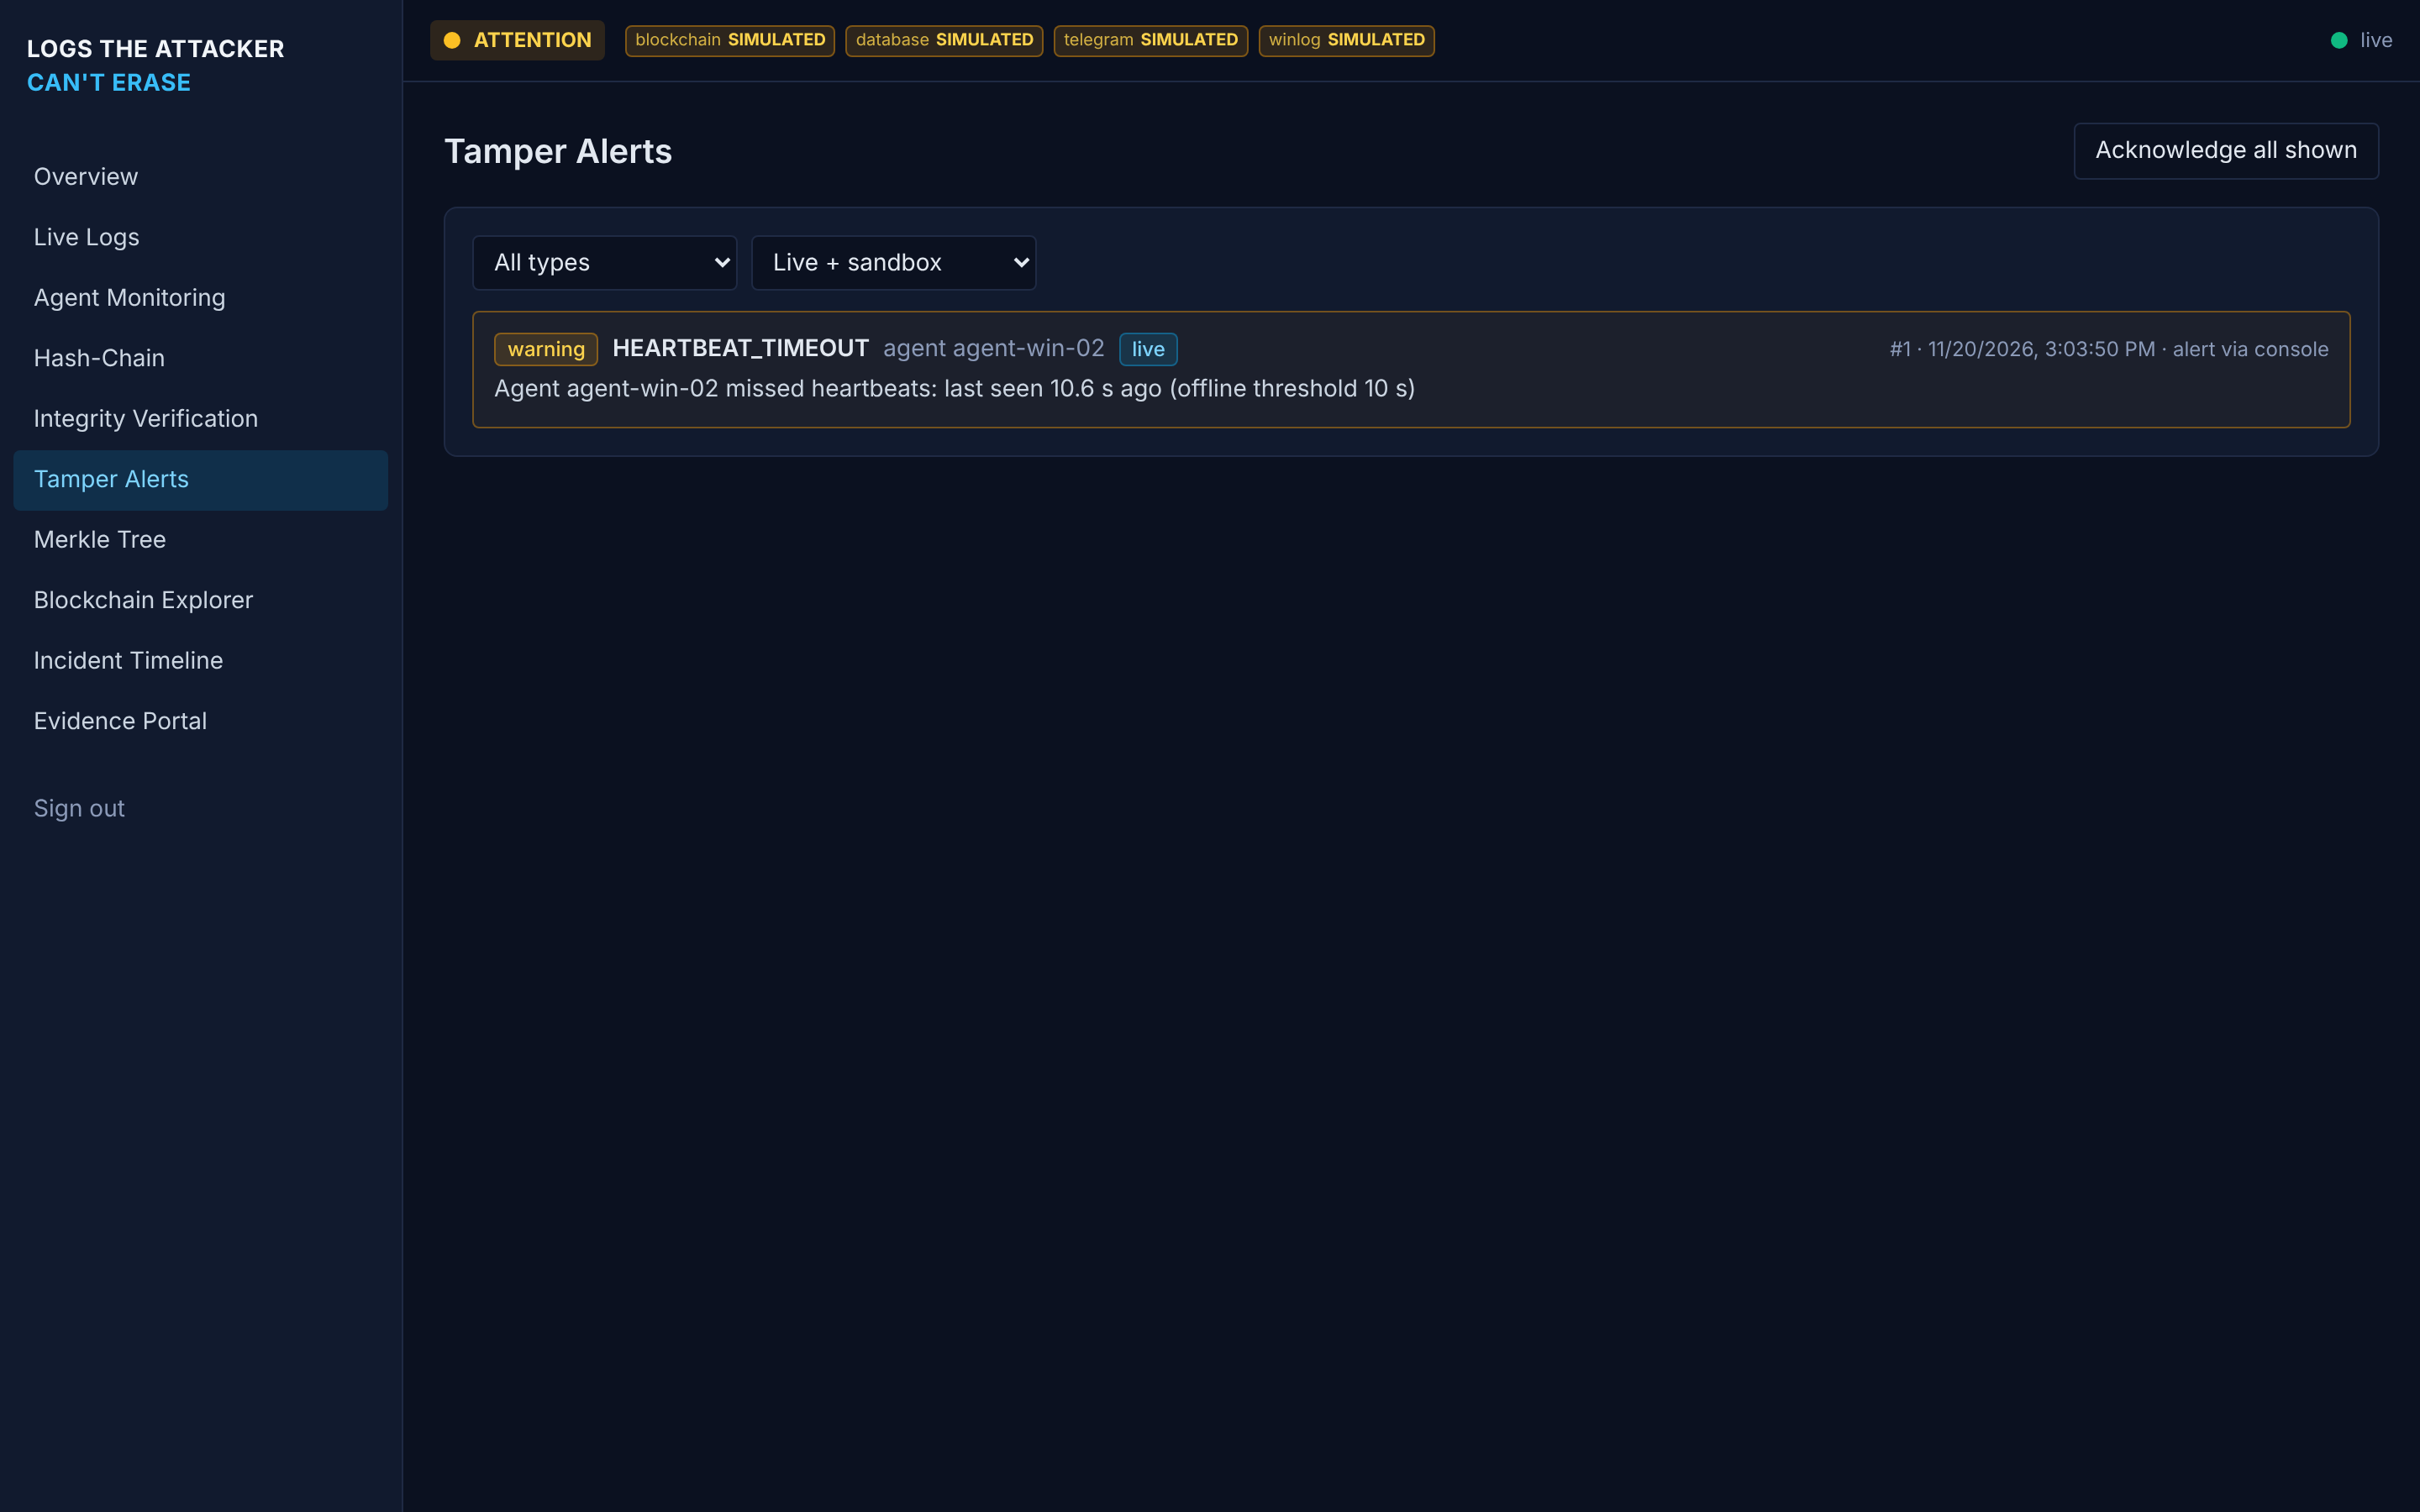 LOGS THE ATTACKER
CAN'T ERASE
Overview
Live Logs
Agent Monitoring
Hash-Chain
Integrity Verification
Tamper Alerts
Merkle Tree
Blockchain Explorer
Incident Timeline
Evidence Portal
Sign out
ATTENTION blockchain SIMULATED database SIMULATED telegram SIMULATED winlog SIMULATED live
Tamper Alerts Acknowledge all shown
All types Live + sandbox
warning HEARTBEAT_TIMEOUT agent agent-win-02 live #1 · 11/20/2026, 3:03:50 PM · alert via console
Agent agent-win-02 missed heartbeats: last seen 10.6 s ago (offline threshold 10 s)